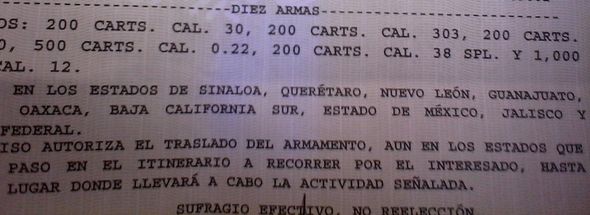 --------------------DIEZ ARMAS--------------------
OS: 200 CARTS. CAL. 30, 200 CARTS. CAL. 303, 200 CARTS.
0, 500 CARTS. CAL. 0.22, 200 CARTS. CAL. 38 SPL. Y 1,000
CAL. 12.
EN LOS ESTADOS DE SINALOA, QUERÉTARO, NUEVO LEÓN, GUANAJUATO,
OAXACA, BAJA CALIFORNIA SUR, ESTADO DE MÉXICO, JALISCO Y
FEDERAL.
ISO AUTORIZA EL TRASLADO DEL ARMAMENTO, AUN EN LOS ESTADOS QUE
PASO EN EL ITINERARIO A RECORRER POR EL INTERESADO, HASTA
LUGAR DONDE LLEVARÁ A CABO LA ACTIVIDAD SEÑALADA.
SUFRAGIO EFECTIVO. NO REELECCIÓN